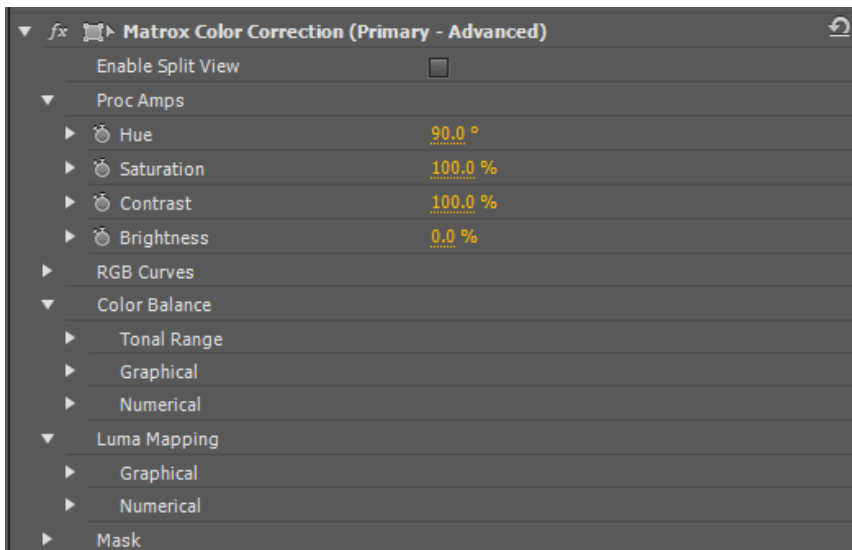 fx Matrox Color Correction (Primary - Advanced)
Enable Split View
Proc Amps
Hue 90.0 °
Saturation 100.0 %
Contrast 100.0 %
Brightness 0.0 %
RGB Curves
Color Balance
Tonal Range
Graphical
Numerical
Luma Mapping
Graphical
Numerical
Mask